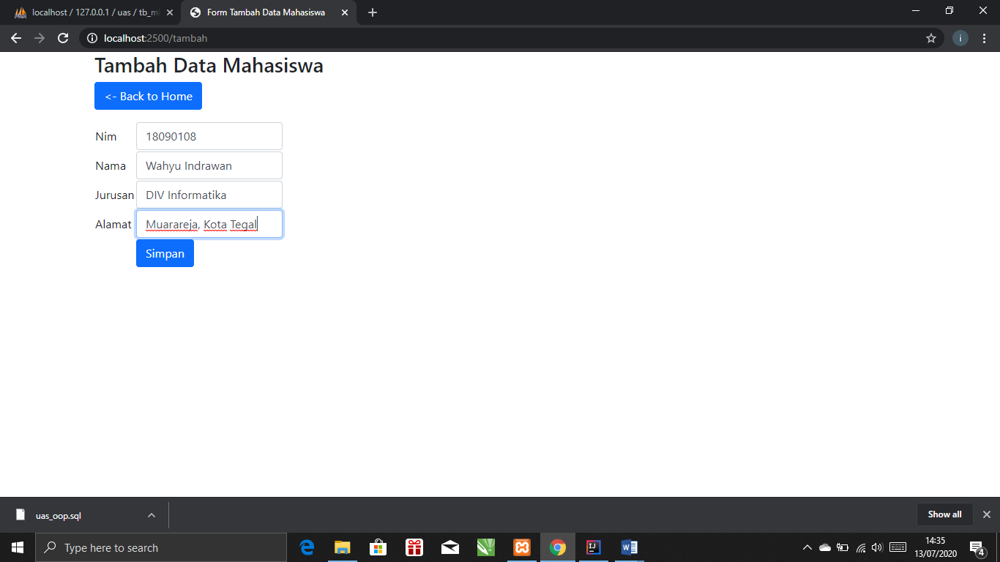 localhost / 127.0.0.1 / uas / tb_m
Form Tambah Data Mahasiswa
localhost:2500/tambah
i
Tambah Data Mahasiswa
<- Back to Home
Nim 18090108
Nama Wahyu Indrawan
Jurusan DIV Informatika
Alamat Muarareja, Kota Tegal
Simpan
uas_oop.sql
Show all
Type here to search
14:35
13/07/2020
4